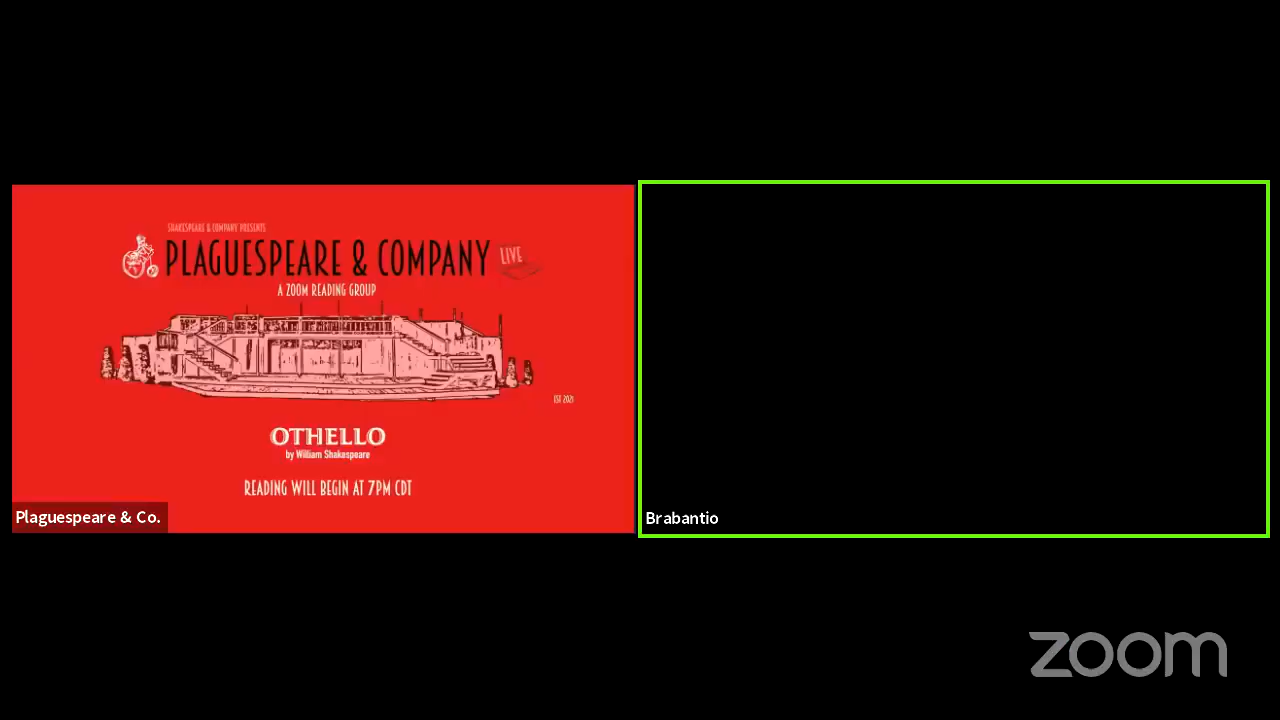 SHAKESPEARE & COMPANY PRESENTS
PLAGUESPEARE & COMPANY LIVE
A ZOOM READING GROUP
EST 2021
OTHELLO
by William Shakespeare
READING WILL BEGIN AT 7PM CDT
Plaguespeare & Co.
Brabantio
zoom